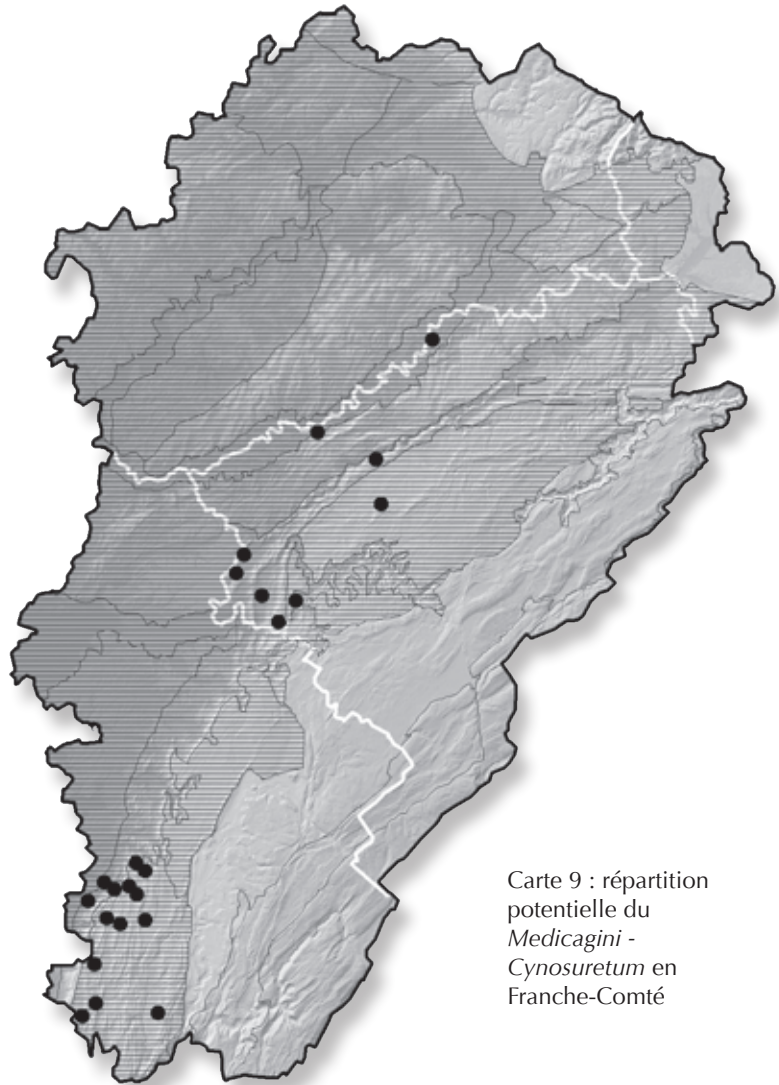 Carte 9 : répartition
potentielle du
Medicagini -
Cynosuretum en
Franche-Comté